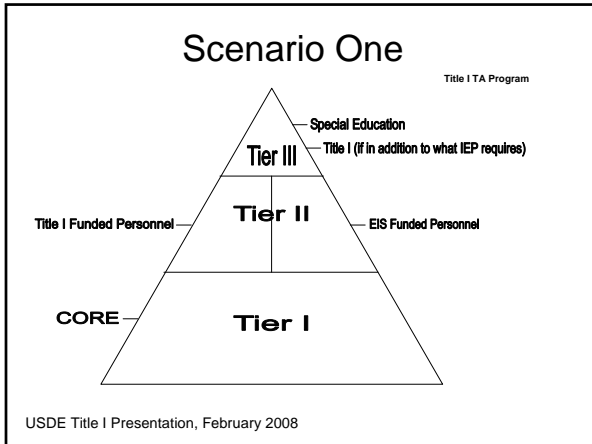 Scenario One
Title I TA Program
Special Education
Title I (if in addition to what IEP requires)
Tier III
Title I Funded Personnel
Tier II
EIS Funded Personnel
CORE
Tier I
USDE Title I Presentation, February 2008